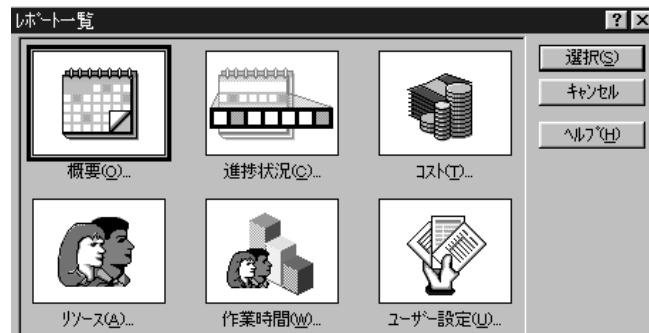 レポート一覧
概要(O)...
進捗状況(C)...
コスト(T)...
リソース(A)...
作業時間(W)...
ユーザー設定(U)...
選択(S)
キャンセル
ヘルプ(H)